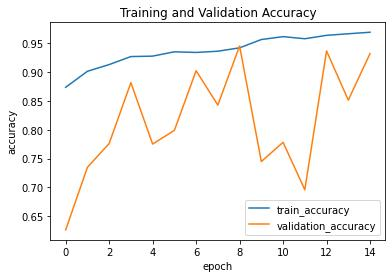 Training and Validation Accuracy
accuracy
0.95
0.90
0.85
0.80
0.75
0.70
0.65
train_accuracy
validation_accuracy
0 2 4 6 8 10 12 14
epoch